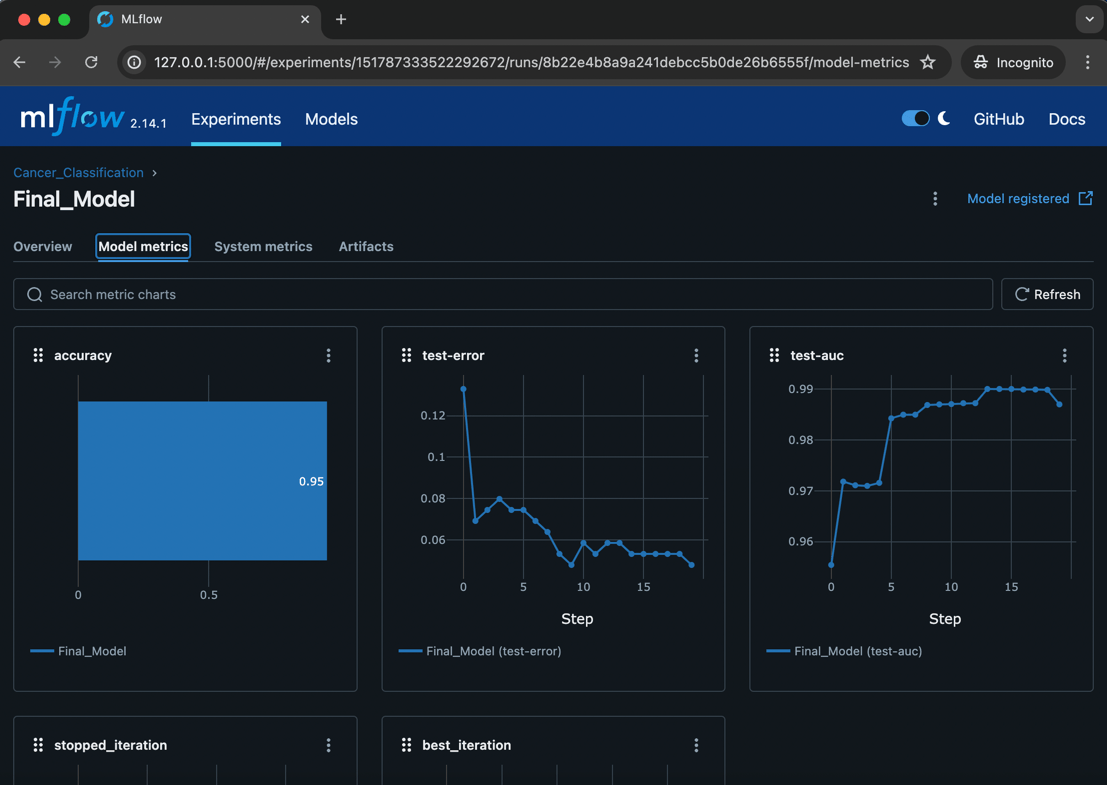 MLflow
127.0.0.1:5000/#/experiments/151787333522292672/runs/8b22e4b8a9a241debcc5b0de26b6555f/model-metrics
Incognito
mlflow 2.14.1 Experiments Models GitHub Docs
Cancer_Classification
Final_Model
Model registered
Overview Model metrics System metrics Artifacts
Search metric charts
Refresh
accuracy
0.95
0 0.5
Final_Model
test-error
0.12
0.1
0.08
0.06
0 5 10 15
Step
Final_Model (test-error)
test-auc
0.99
0.98
0.97
0.96
0 5 10 15
Step
Final_Model (test-auc)
stopped_iteration
best_iteration